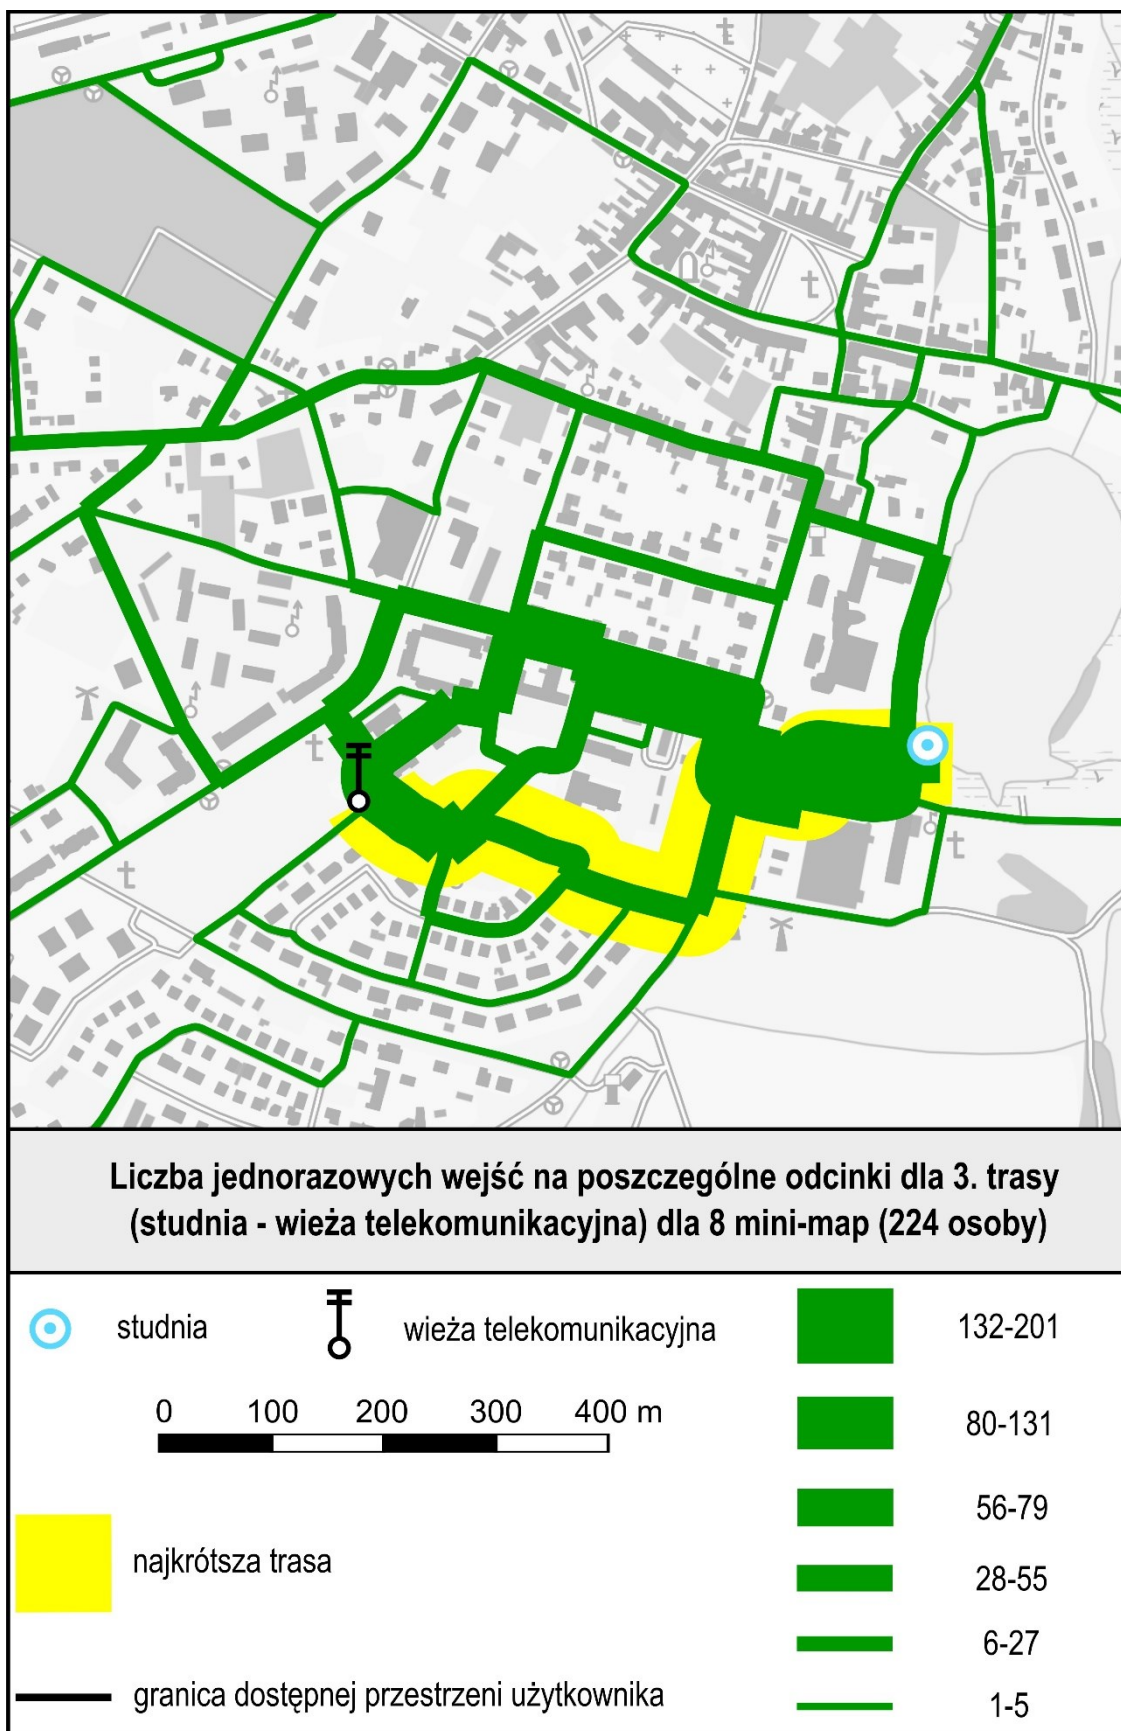 Liczba jednorazowych wejść na poszczególne odcinki dla 3. trasy
(studnia - wieża telekomunikacyjna) dla 8 mini-map (224 osoby)
studnia
wieża telekomunikacyjna
0 100 200 300 400 m
najkrótsza trasa
granica dostępnej przestrzeni użytkownika
132-201
80-131
56-79
28-55
6-27
1-5